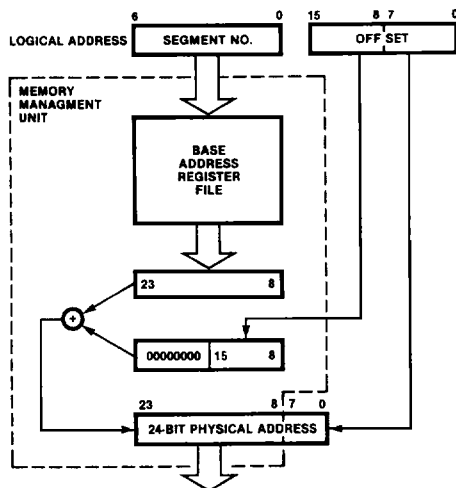 6 0 15 8 7 0
LOGICAL ADDRESS SEGMENT NO. OFF SET
MEMORY
MANAGMENT
UNIT
BASE
ADDRESS
REGISTER
FILE
23 8
+
00000000 15 8
23 8 7 0
24-BIT PHYSICAL ADDRESS